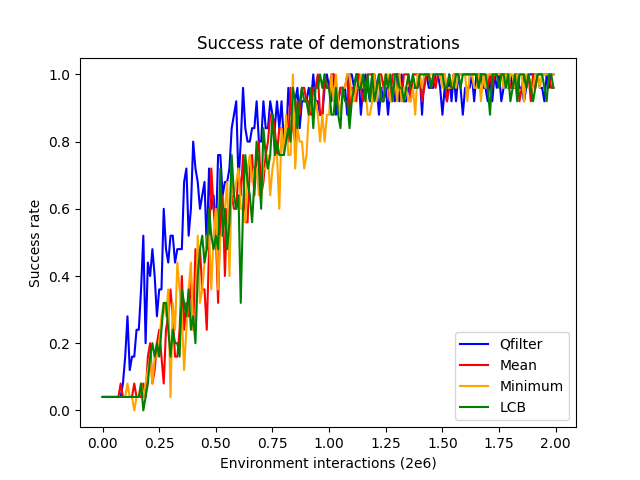 Success rate of demonstrations
Success rate
1.0
0.8
0.6
0.4
0.2
0.0
0.00 0.25 0.50 0.75 1.00 1.25 1.50 1.75 2.00
Environment interactions (2e6)
Qfilter
Mean
Minimum
LCB